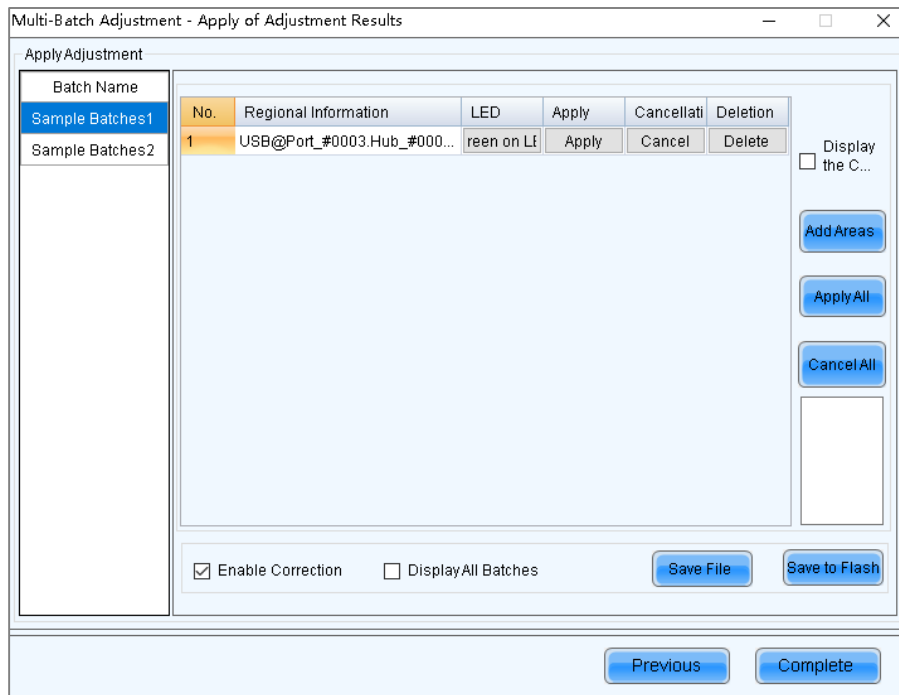 Multi-Batch Adjustment - Apply of Adjustment Results
Apply Adjustment
Batch Name
Sample Batches1
Sample Batches2
No. Regional Information LED Apply Cancellati Deletion
1 USB@Port_#0003.Hub_#000... reen on LE Apply Cancel Delete
Display
the C...
Add Areas
Apply All
Cancel All
Enable Correction Display All Batches Save File Save to Flash
Previous Complete